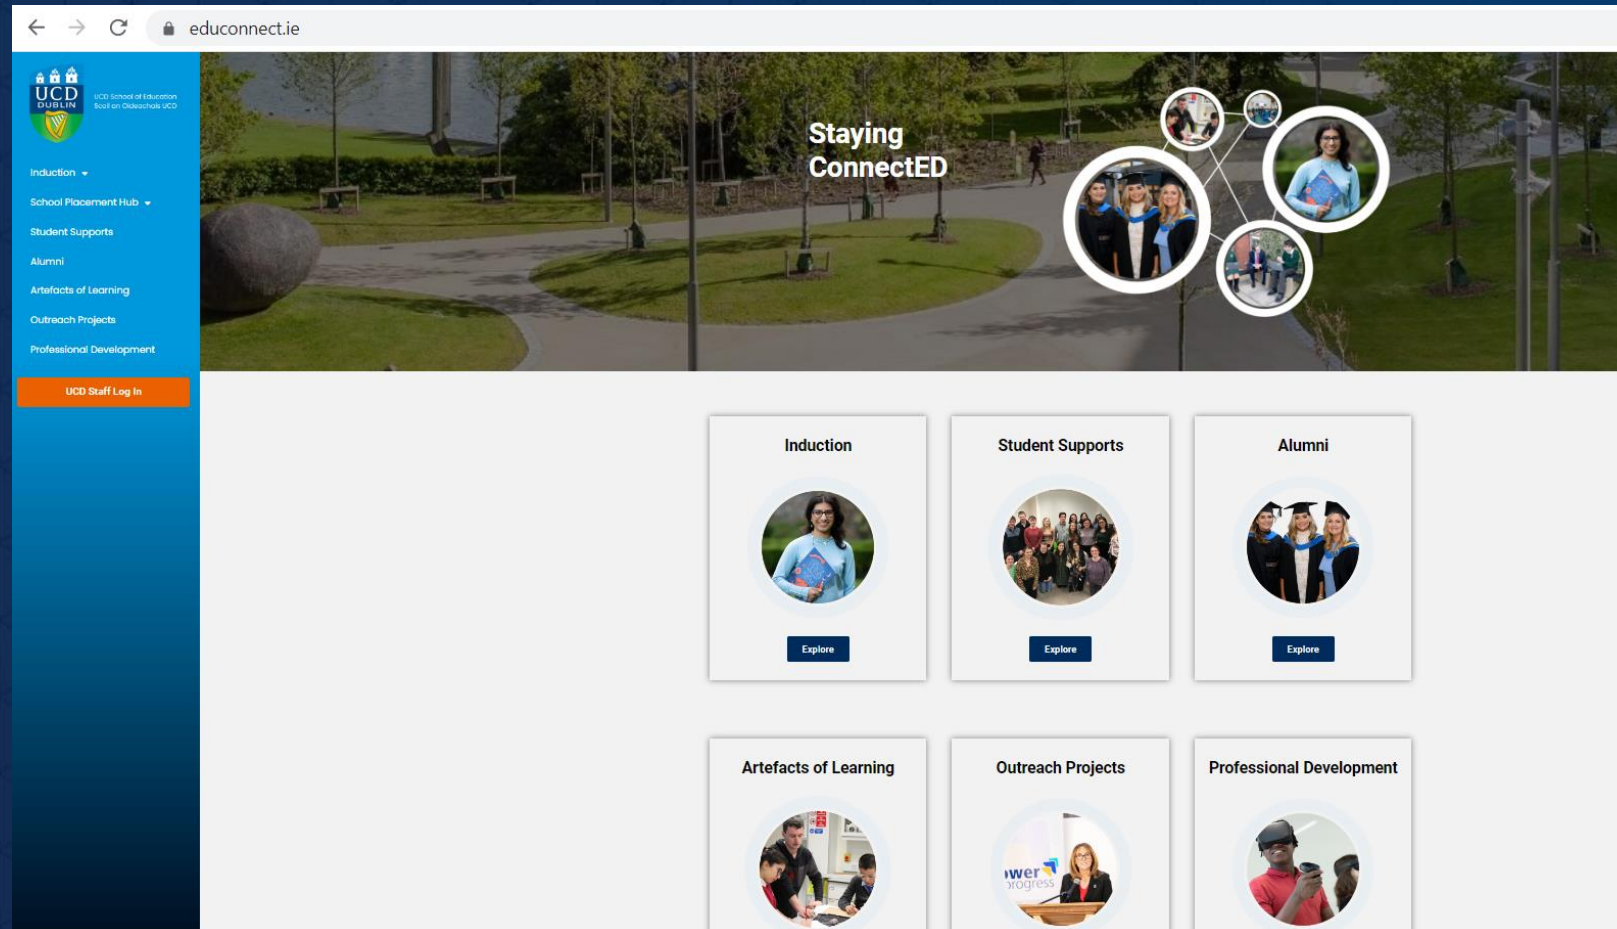 educonnect.ie
UCD
DUBLIN
UCD School of Education
Scoil an Oideachais UCD
Induction
School Placement Hub
Student Supports
Alumni
Artefacts of Learning
Outreach Projects
Professional Development
UCD Staff Log In
Staying
ConnectED
Induction
Student Supports
Alumni
Explore
Explore
Explore
Artefacts of Learning
Outreach Projects
Professional Development
ower
progress